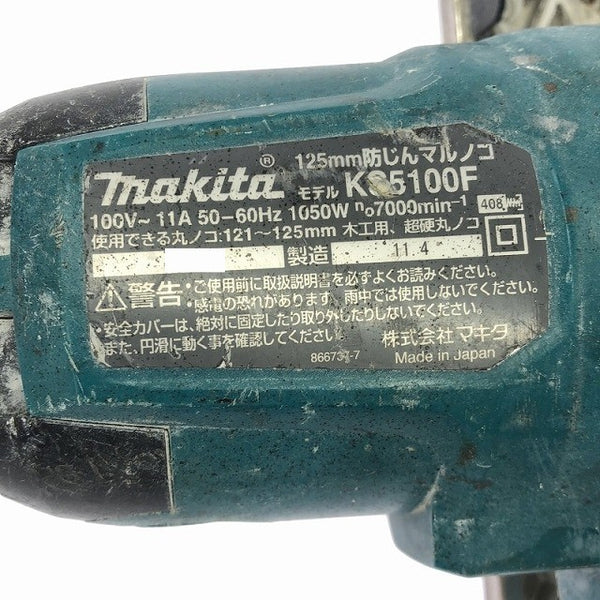 125mm防じんマルノコ
makita® モデル KS5100F
100V~ 11A 50-60Hz 1050W n₀7000min⁻¹
使用できる丸ノコ:121~125mm 木工用、超硬丸ノコ
製造 11.4
⚠警告:ご使用前に取扱説明書を必ずよくお読みください。
感電の恐れがあります。雨中では使用しないでください。
・安全カバーは、絶対に固定したり取り外したりしないでください。
また、円滑に動く事を確認してください。
株式会社マキタ
866731-7 Made in Japan